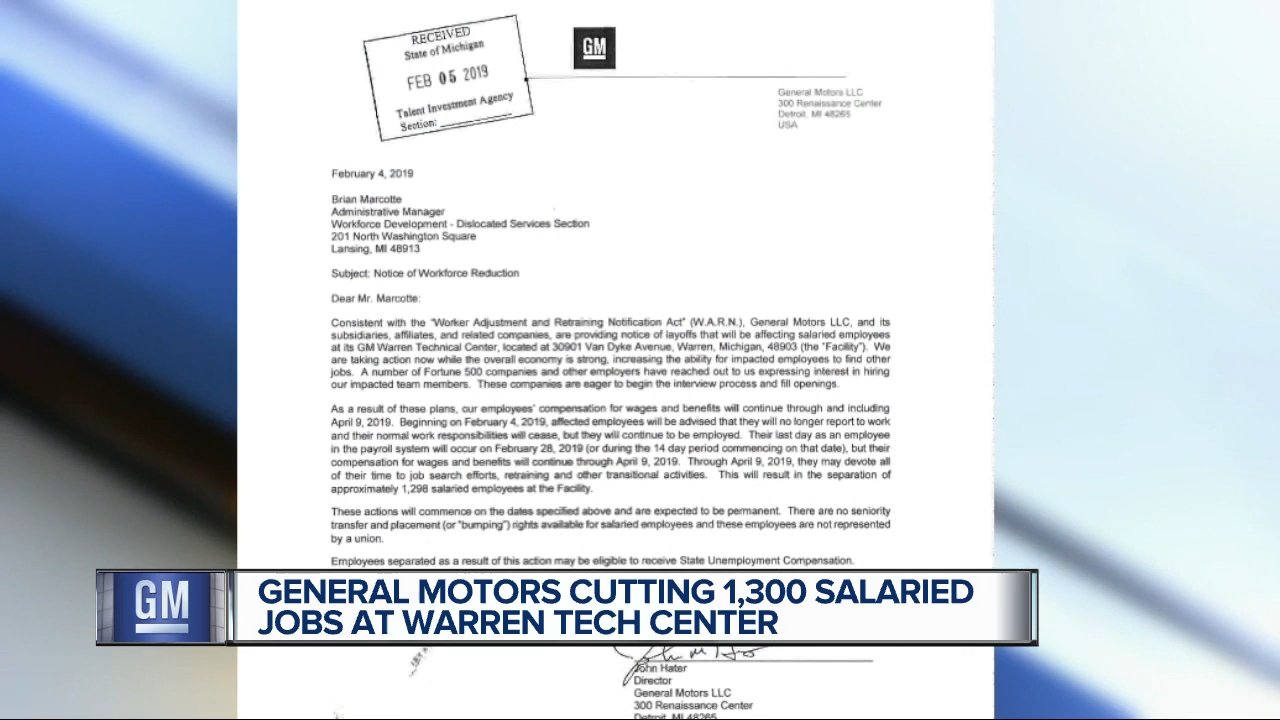 RECEIVED
State of Michigan
FEB 05 2019
Talent Investment Agency
Section:
GM
General Motors LLC
300 Renaissance Center
Detroit, MI 48265
USA
February 4, 2019
Brian Marcotte
Administrative Manager
Workforce Development - Dislocated Services Section
201 North Washington Square
Lansing, MI 48913
Subject: Notice of Workforce Reduction
Dear Mr. Marcotte:
Consistent with the "Worker Adjustment and Retraining Notification Act" (W.A.R.N.), General Motors LLC, and its
subsidiaries, affiliates, and related companies, are providing notice of layoffs that will be affecting salaried employees
at its GM Warren Technical Center, located at 30901 Van Dyke Avenue, Warren, Michigan, 48903 (the "Facility"). We
are taking action now while the overall economy is strong, increasing the ability for impacted employees to find other
jobs. A number of Fortune 500 companies and other employers have reached out to us expressing interest in hiring
our impacted team members. These companies are eager to begin the interview process and fill openings.
As a result of these plans, our employees' compensation for wages and benefits will continue through and including
April 9, 2019. Beginning on February 4, 2019, affected employees will be advised that they will no longer report to work
and their normal work responsibilities will cease, but they will continue to be employed. Their last day as an employee
in the payroll system will occur on February 28, 2019 (or during the 14 day period commencing on that date), but their
compensation for wages and benefits will continue through April 9, 2019. Through April 9, 2019, they may devote all
of their time to job search efforts, retraining and other transitional activities. This will result in the separation of
approximately 1,298 salaried employees at the Facility.
These actions will commence on the dates specified above and are expected to be permanent. There are no seniority
transfer and placement (or "bumping") rights available for salaried employees and these employees are not represented
by a union.
Employees separated as a result of this action may be eligible to receive State Unemployment Compensation.
GM
GENERAL MOTORS CUTTING 1,300 SALARIED
JOBS AT WARREN TECH CENTER
John Hater
Director
General Motors LLC
300 Renaissance Center
Detroit, MI 48265